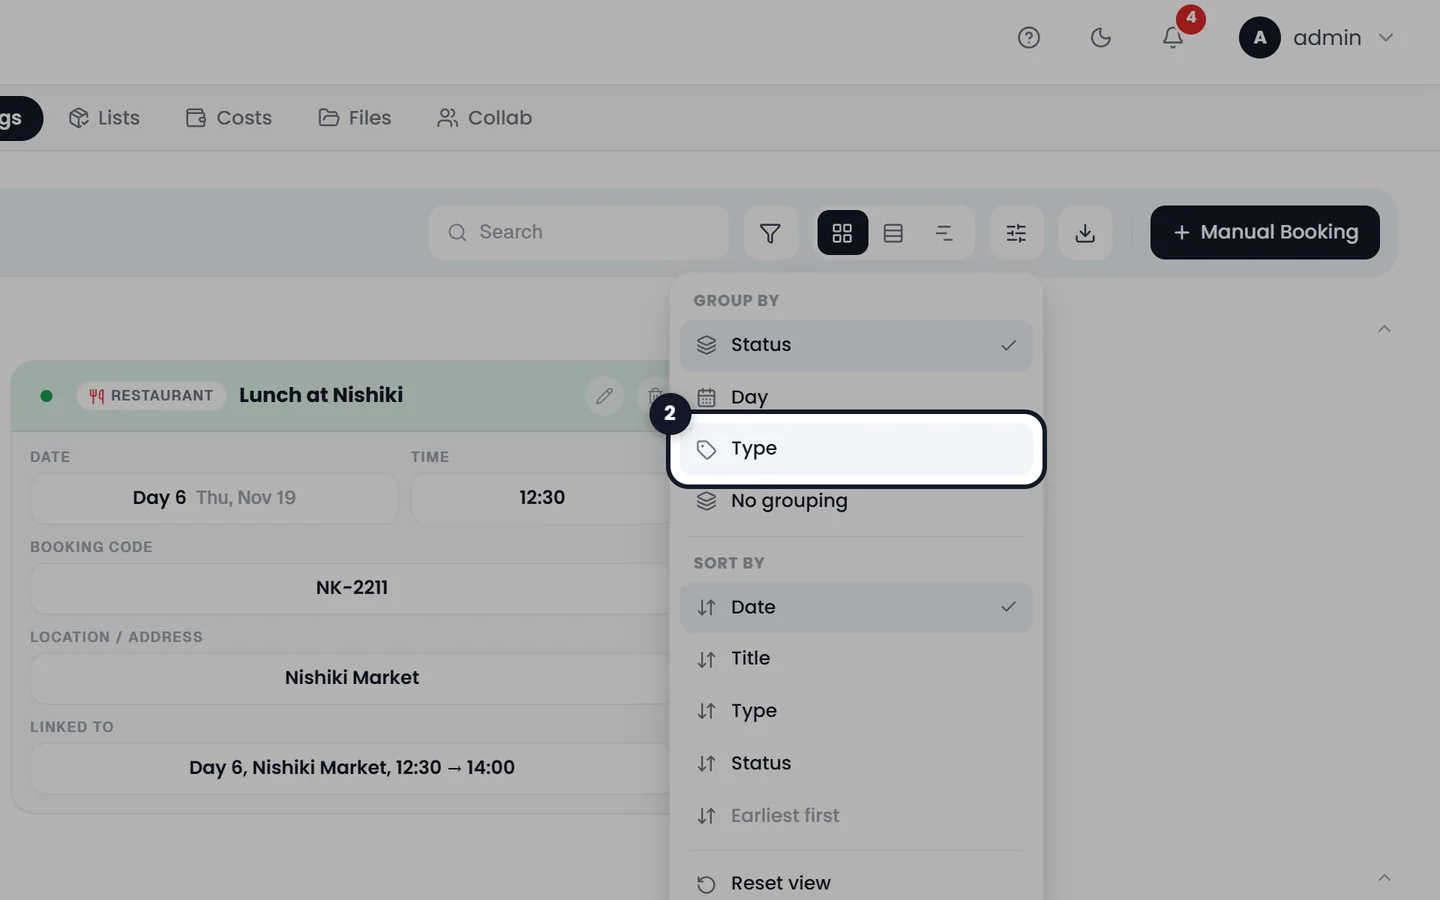 4
A admin
gs Lists Costs Files Collab
Search
+ Manual Booking
GROUP BY
Status
RESTAURANT Lunch at Nishiki
Day
2
Type
DATE TIME
Day 6 Thu, Nov 19 12:30
No grouping
BOOKING CODE
NK-2211
SORT BY
Date
LOCATION / ADDRESS
Nishiki Market
Title
Type
LINKED TO
Day 6, Nishiki Market, 12:30 → 14:00
Status
Earliest first
Reset view